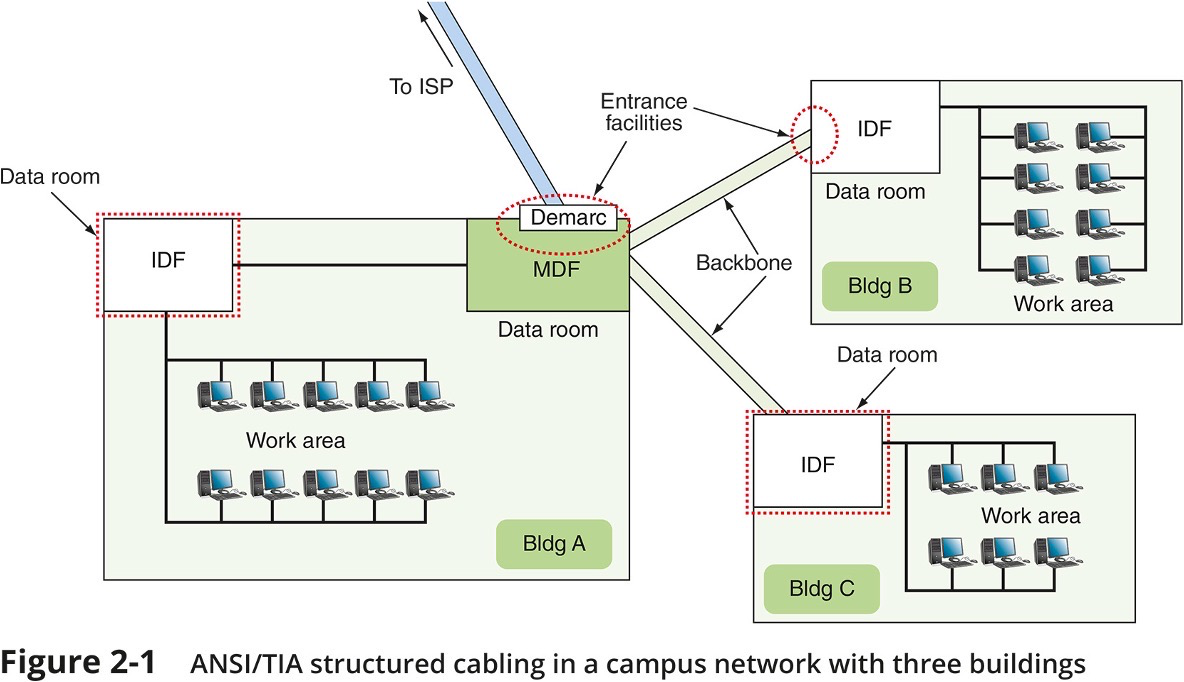 To ISP
Entrance
facilities
IDF
Data room
Data room
Demarc
IDF
MDF
Backbone
Bldg B
Work area
Data room
Data room
Work area
IDF
Work area
Bldg A
Bldg C
Figure 2-1 ANSI/TIA structured cabling in a campus network with three buildings